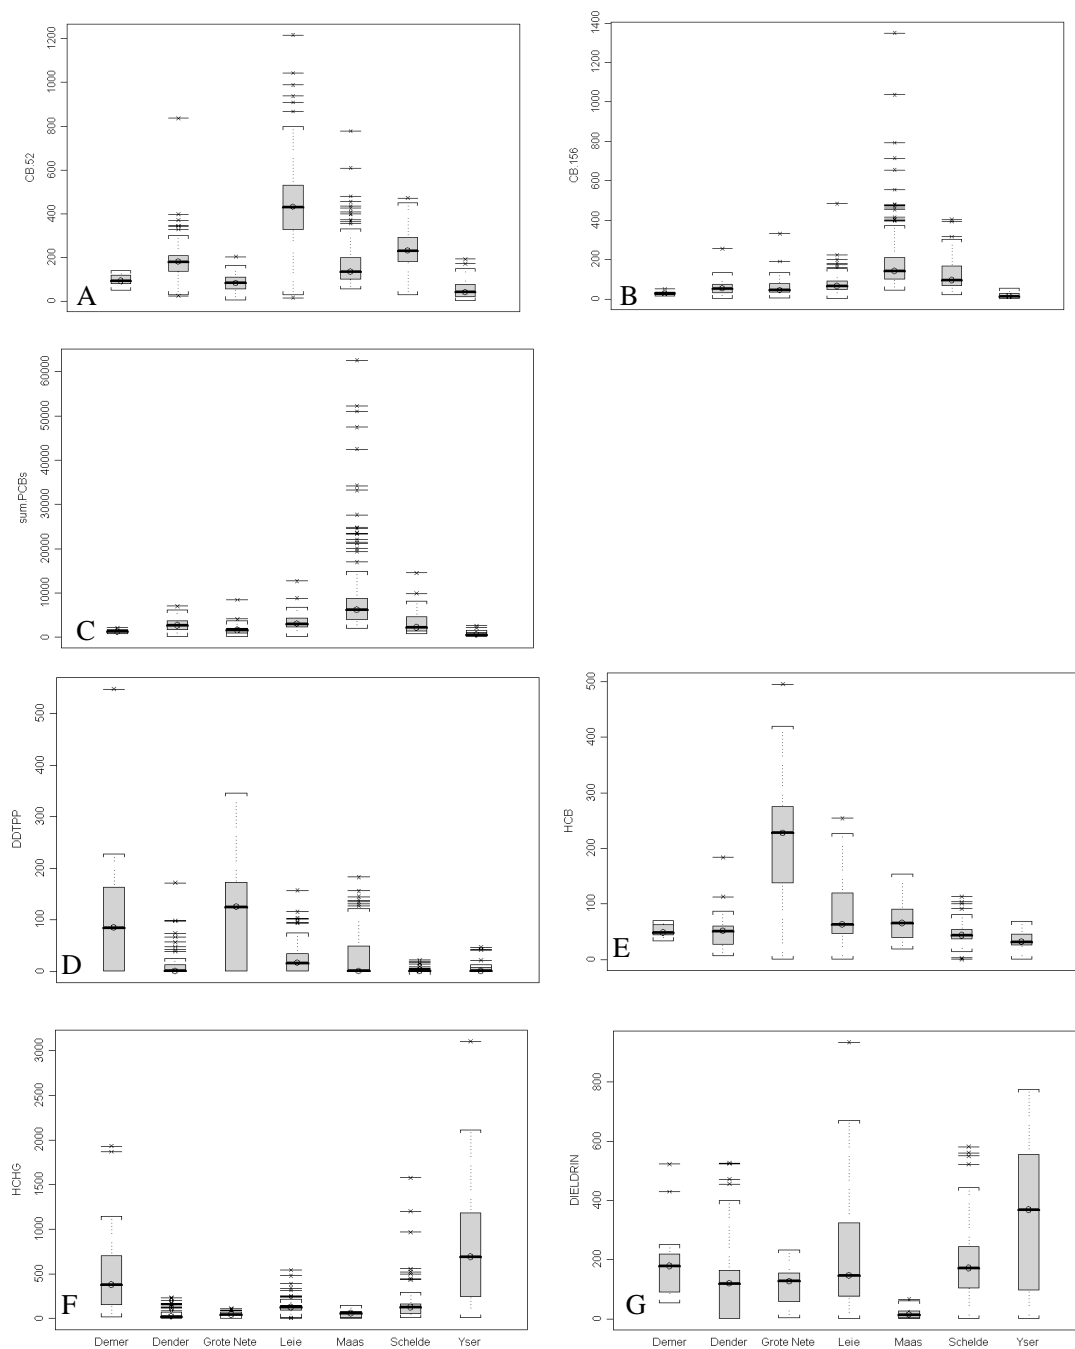 1200
1000
800
600
400
200
0
CB.52
A
1400
1200
1000
800
600
400
200
0
CB.156
B
60000
50000
40000
30000
20000
10000
0
sum.PCBs
C
500
400
300
200
100
0
DDTPP
D
500
400
300
200
100
0
HCB
E
3000
2500
2000
1500
1000
500
0
HCHG
F
Demer Dender Grote Nete Leie Maas Schelde Yser
800
600
400
200
0
DIELDRIN
G
Demer Dender Grote Nete Leie Maas Schelde Yser